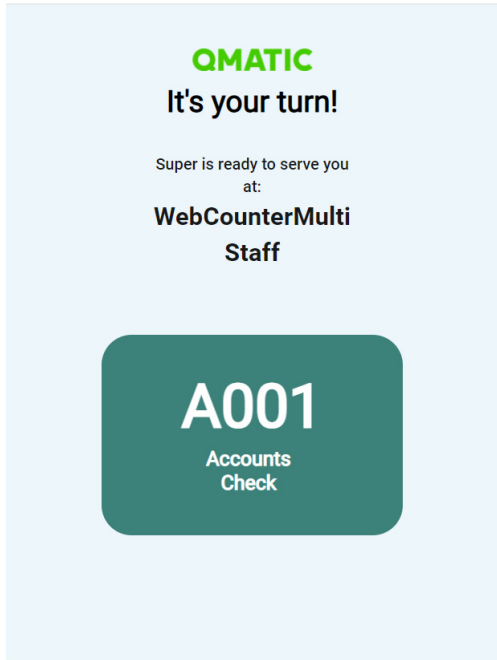 QMATIC
It's your turn!
Super is ready to serve you
at:
WebCounterMulti
Staff
A001
Accounts
Check